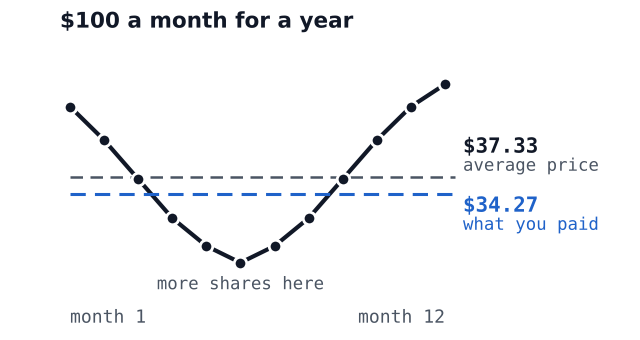 $100 a month for a year
$37.33
average price
$34.27
what you paid
more shares here
month 1
month 12